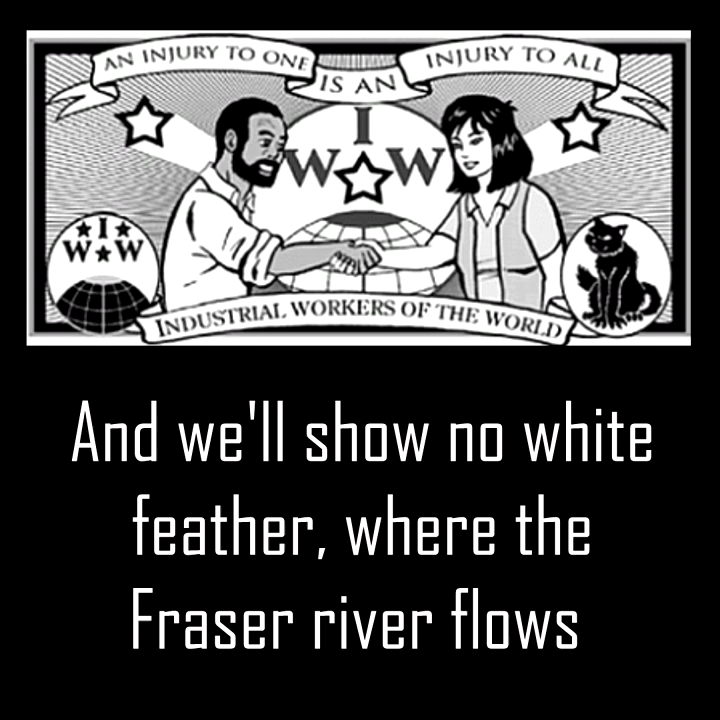 AN INJURY TO ONE
IS AN
INJURY TO ALL
I
W W
I
W W
INDUSTRIAL WORKERS OF THE WORLD
And we'll show no white
feather, where the
Fraser river flows